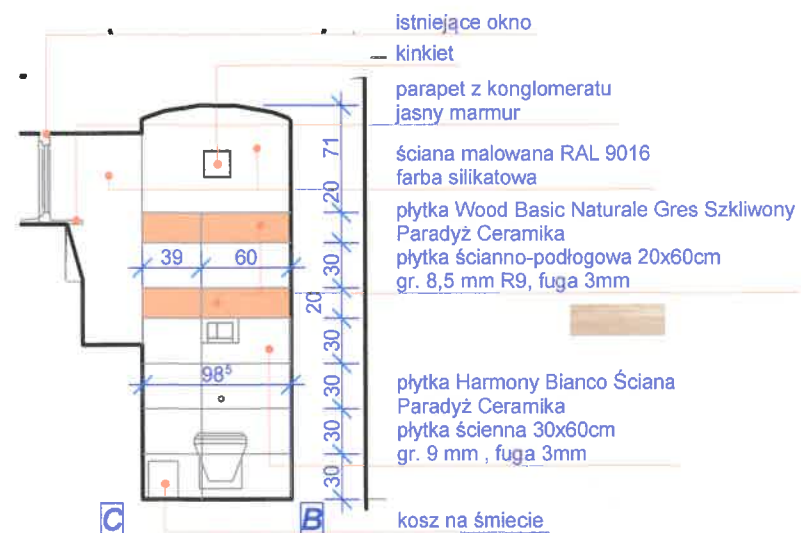 istniejące okno
kinkiet
parapet z konglomeratu
jasny marmur
ściana malowana RAL 9016
farba silikatowa
płytka Wood Basic Naturale Gres Szkliwony
Paradyż Ceramika
płytka ścianno-podłogowa 20x60cm
gr. 8,5 mm R9, fuga 3mm
płytka Harmony Bianco Ściana
Paradyż Ceramika
płytka ścienna 30x60cm
gr. 9 mm , fuga 3mm
kosz na śmiecie
71
20
39 60
30
20
30
98⁵
30
30
30
C B